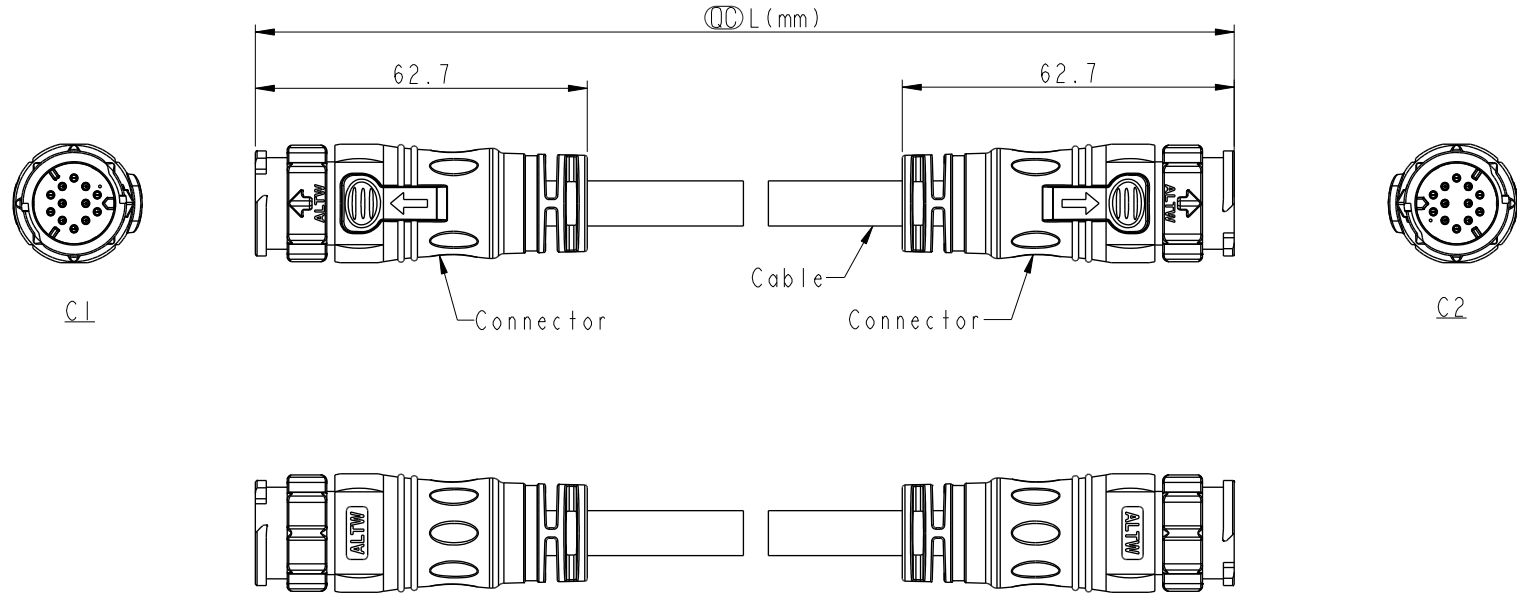 QC L(mm)
62.7
62.7
ALTW
ALTW
Cable
C1
Connector
Connector
C2
ALTW
ALTW